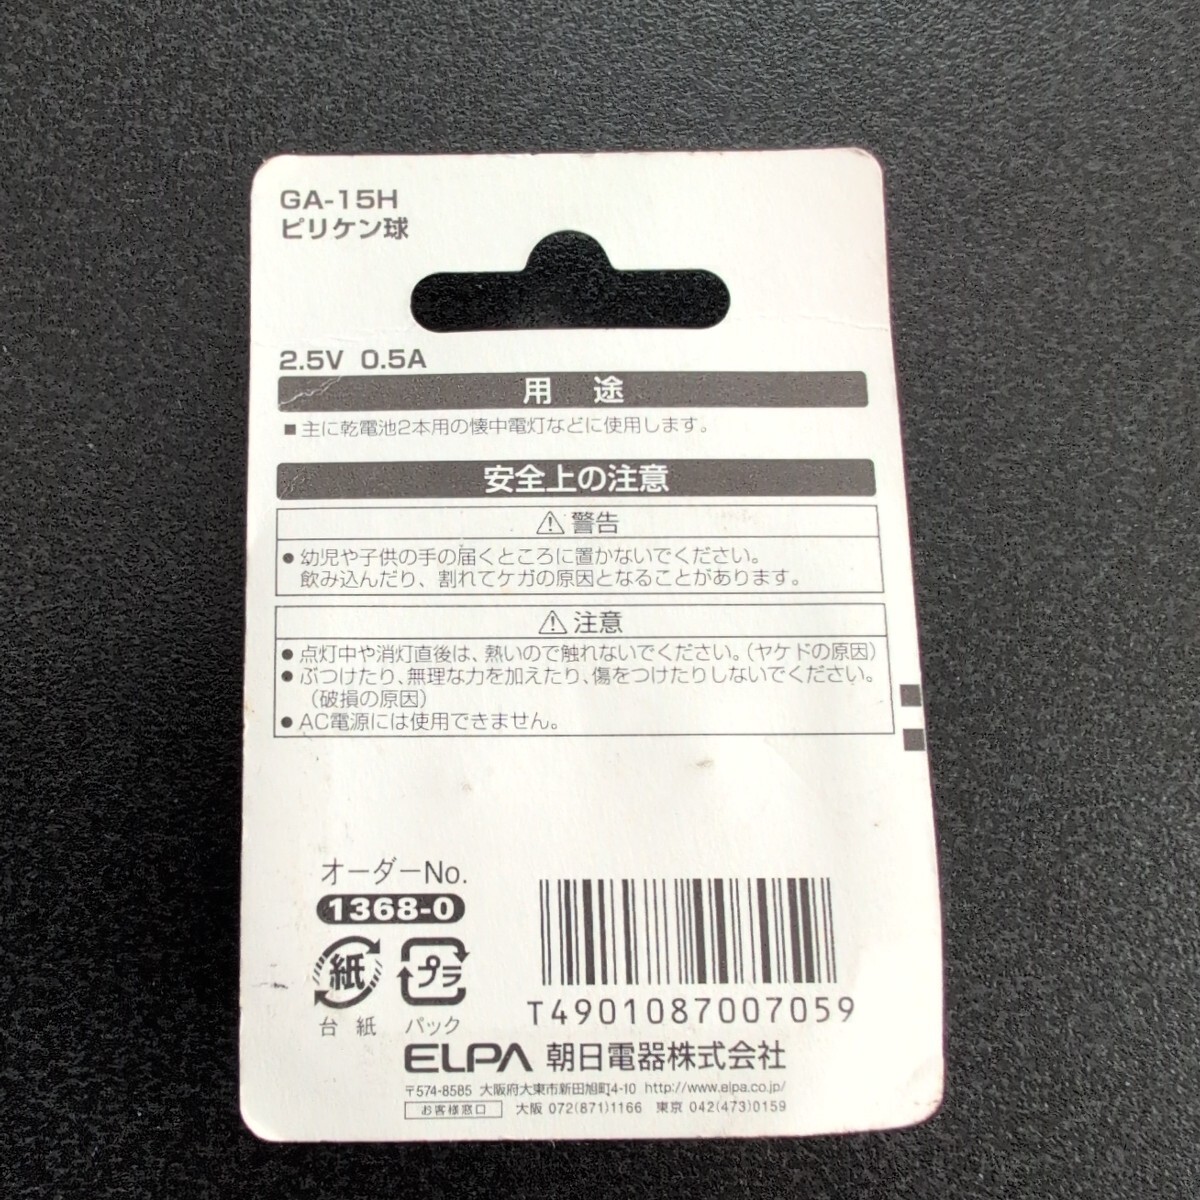 GA-15H
ピリケン球
2.5V 0.5A
用 途
■ 主に乾電池2本用の懐中電灯などに使用します。
安全上の注意
⚠ 警告
● 幼児や子供の手の届くところに置かないでください。
飲み込んだり、割れてケガの原因となることがあります。
⚠ 注意
● 点灯中や消灯直後は、熱いので触れないでください。(ヤケドの原因)
● ぶつけたり、無理な力を加えたり、傷をつけたりしないでください。
(破損の原因)
● AC電源には使用できません。
オーダーNo.
1368-0
紙 プラ
台 紙 パック
T4901087007059
ELPA 朝日電器株式会社
〒574-8585 大阪府大東市新田旭町4-10 http://www.elpa.co.jp/
お客様窓口 大阪 072(871)1166 東京 042(473)0159